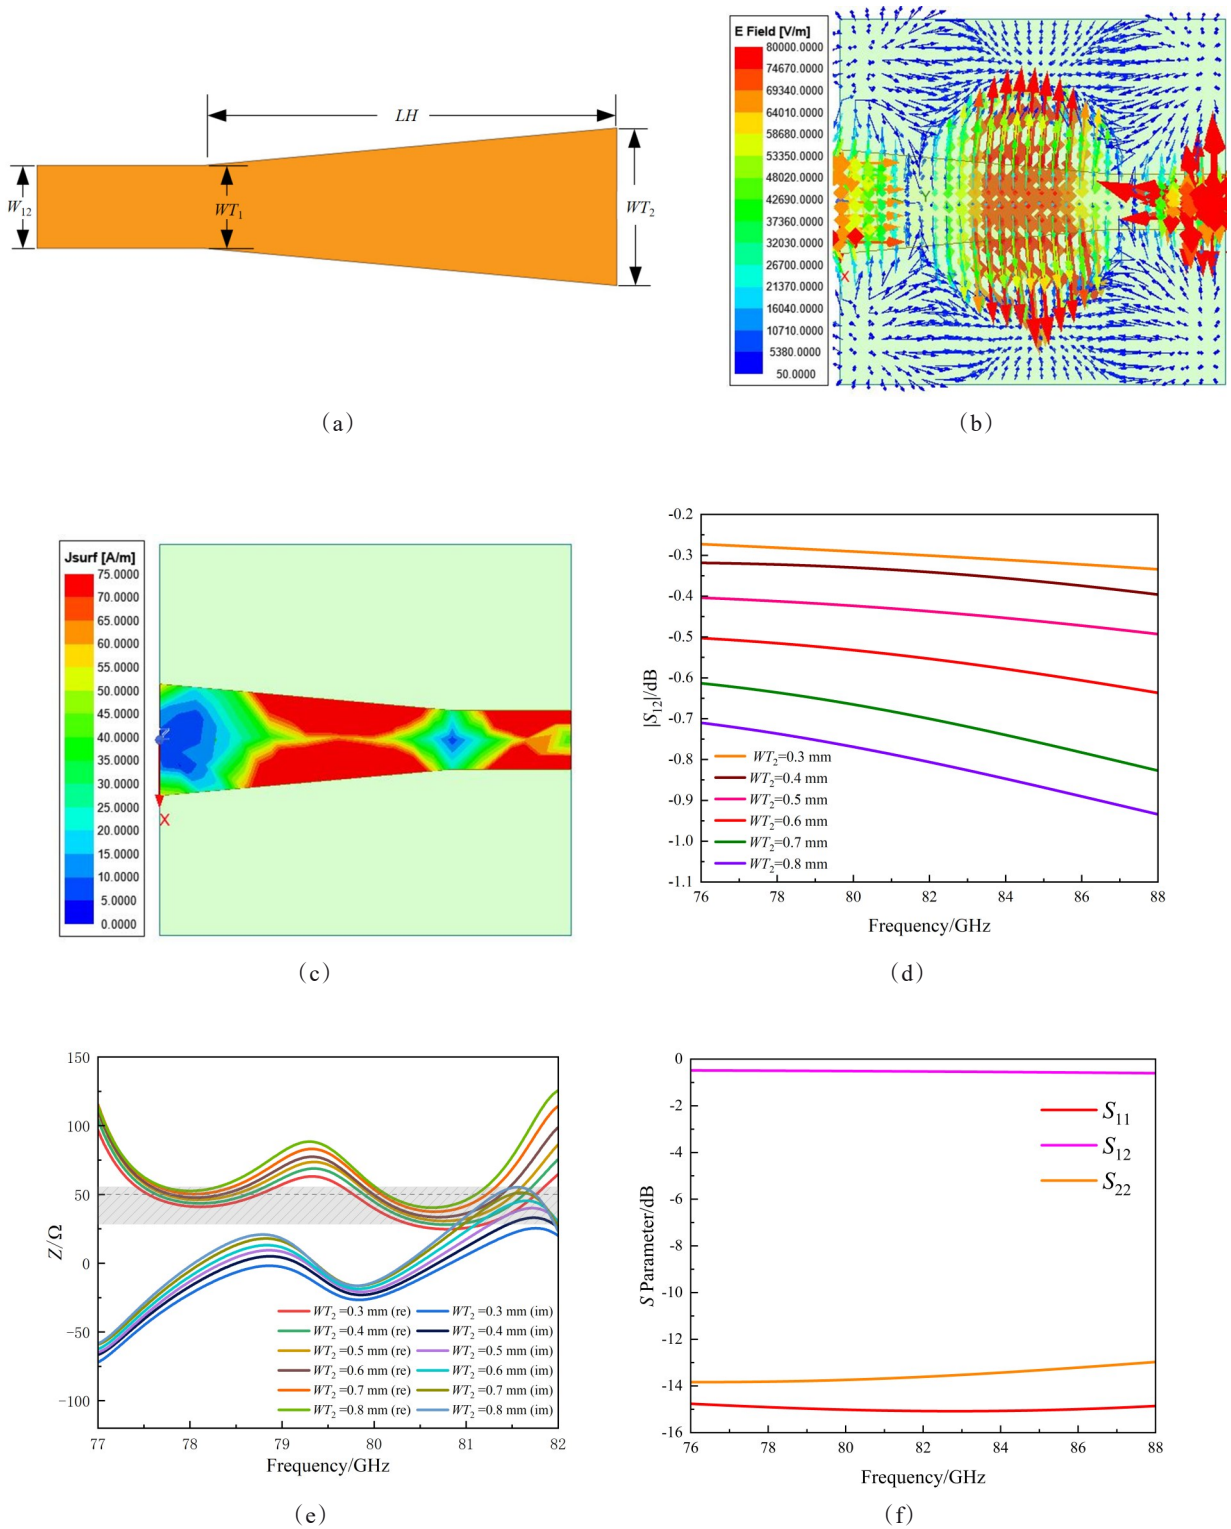 LH
W12
WT1
WT2
(a)
E Field [V/m]
80000.0000
74670.0000
69340.0000
64010.0000
58680.0000
53350.0000
48020.0000
42690.0000
37360.0000
32030.0000
26700.0000
21370.0000
16040.0000
10710.0000
5380.0000
50.0000
X
(b)
Jsurf [A/m]
75.0000
70.0000
65.0000
60.0000
55.0000
50.0000
45.0000
40.0000
35.0000
30.0000
25.0000
20.0000
15.0000
10.0000
5.0000
0.0000
Z
X
(c)
-0.2
-0.3
-0.4
-0.5
-0.6
-0.7
-0.8
-0.9
-1.0
-1.1
|S12|/dB
WT2=0.3 mm
WT2=0.4 mm
WT2=0.5 mm
WT2=0.6 mm
WT2=0.7 mm
WT2=0.8 mm
76 78 80 82 84 86 88
Frequency/GHz
(d)
150
100
50
0
−50
−100
Z/Ω
WT2 =0.3 mm (re) WT2 =0.3 mm (im)
WT2 =0.4 mm (re) WT2 =0.4 mm (im)
WT2 =0.5 mm (re) WT2 =0.5 mm (im)
WT2 =0.6 mm (re) WT2 =0.6 mm (im)
WT2 =0.7 mm (re) WT2 =0.7 mm (im)
WT2 =0.8 mm (re) WT2 =0.8 mm (im)
77 78 79 80 81 82
Frequency/GHz
(e)
0
-2
-4
-6
-8
-9
-11
-13
-14
-16
S Parameter/dB
S11
S12
S22
76 78 80 82 84 86 88
Frequency/GHz
(f)